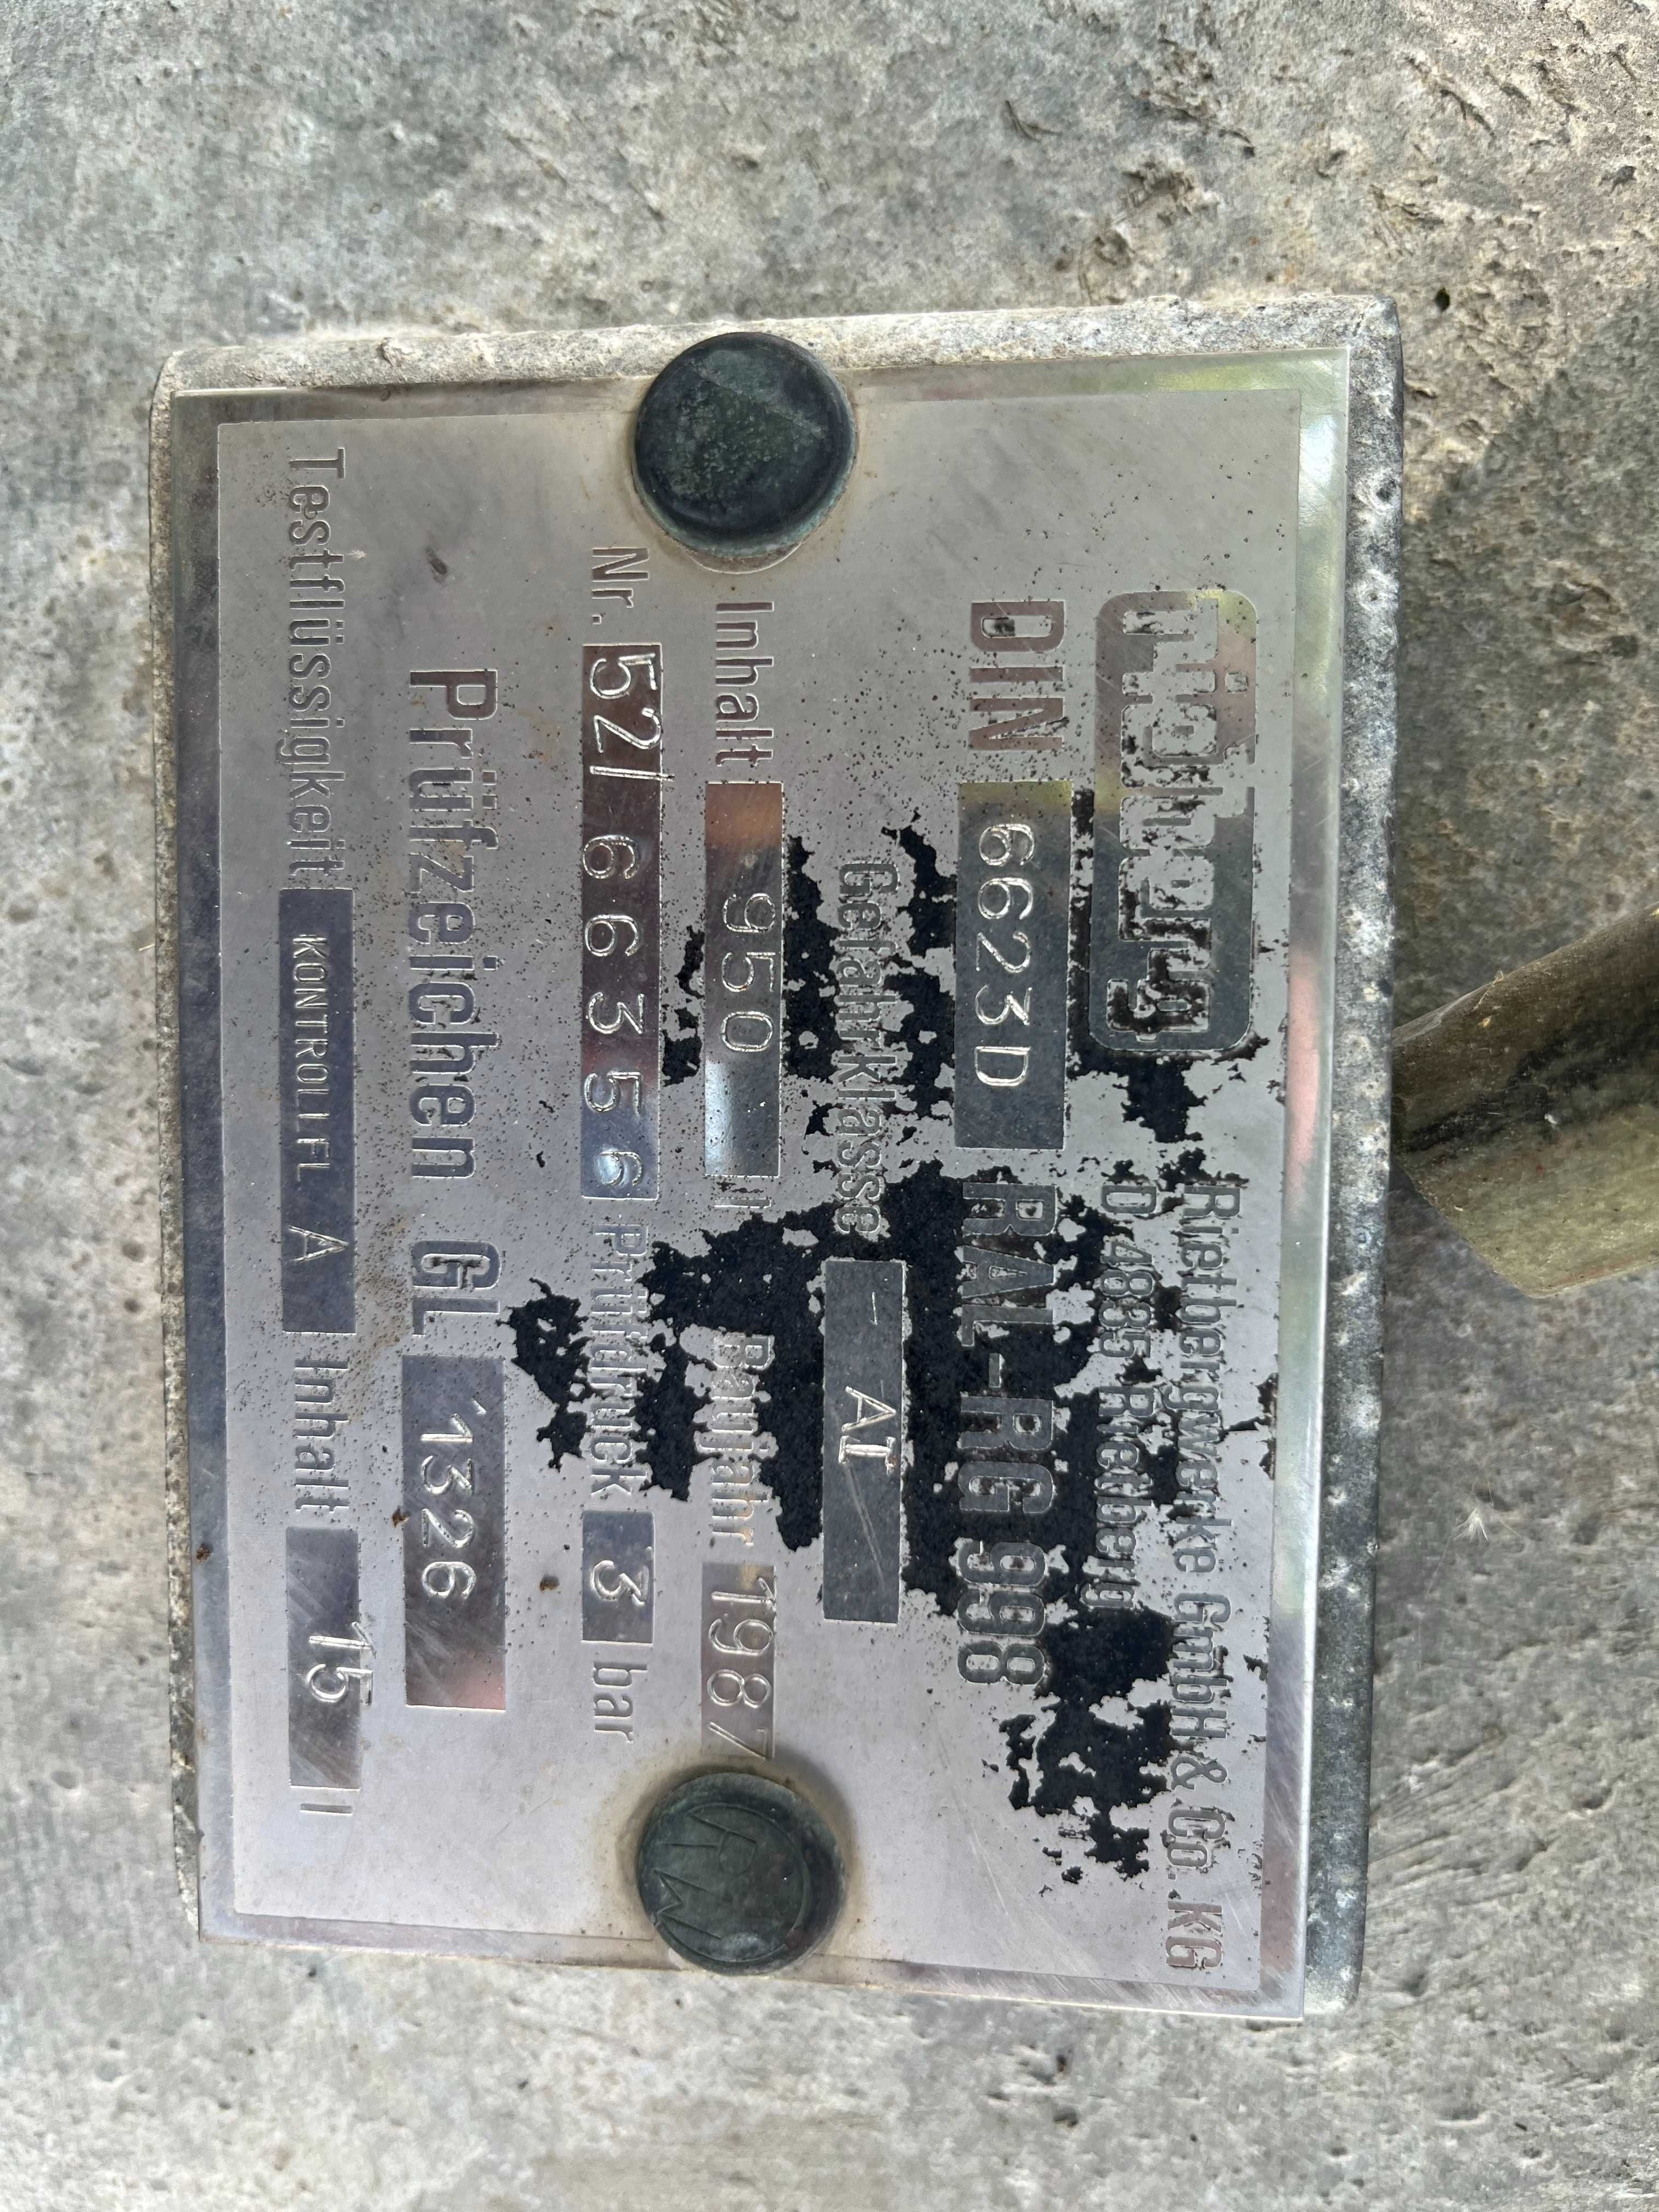 rietberg
Rietbergwerke GmbH & Co. KG
D 4835 Rietberg
DIN 6623D RAL-RG 998
Gefahrklasse - AI
Inhalt 950 l Baujahr 1987
Nr. 52/66356 Prüfdruck 3 bar
Prüfzeichen GL 1326
Testflüssigkeit KONTROLLFL A Inhalt 15 l